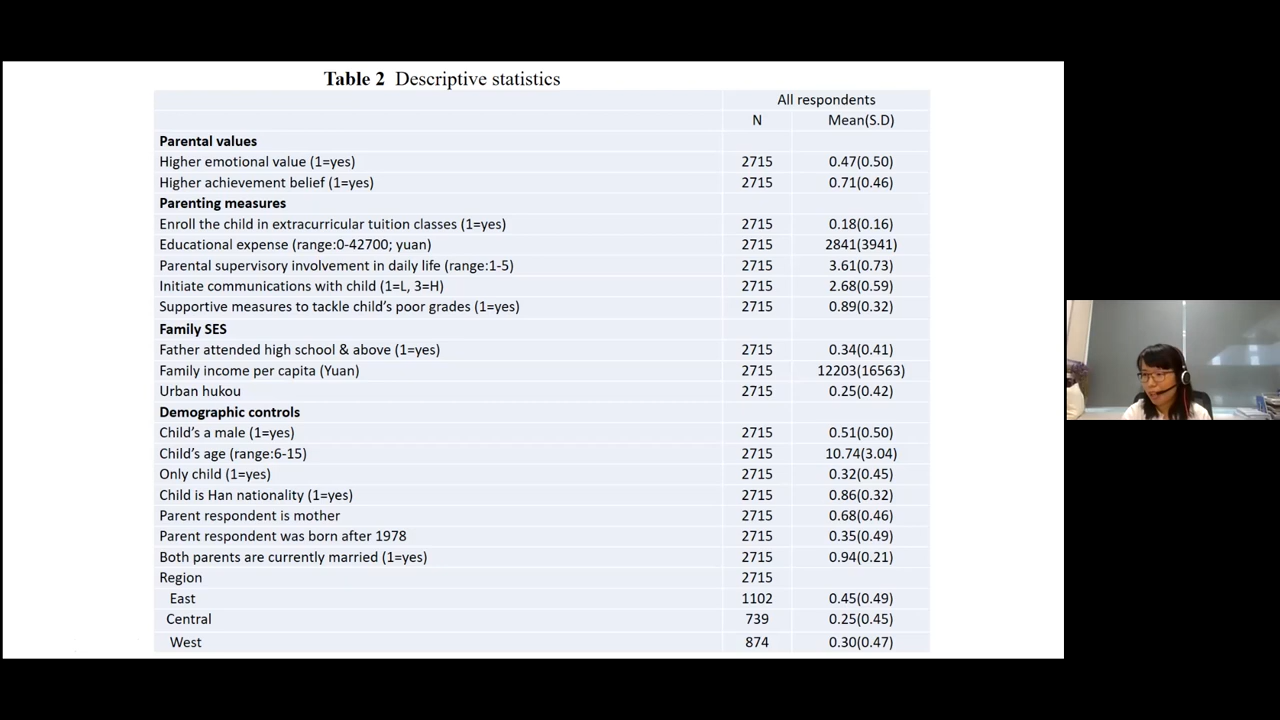 Table 2 Descriptive statistics
All respondents
N Mean(S.D)
Parental values
Higher emotional value (1=yes) 2715 0.47(0.50)
Higher achievement belief (1=yes) 2715 0.71(0.46)
Parenting measures
Enroll the child in extracurricular tuition classes (1=yes) 2715 0.18(0.16)
Educational expense (range:0-42700; yuan) 2715 2841(3941)
Parental supervisory involvement in daily life (range:1-5) 2715 3.61(0.73)
Initiate communications with child (1=L, 3=H) 2715 2.68(0.59)
Supportive measures to tackle child's poor grades (1=yes) 2715 0.89(0.32)
Family SES
Father attended high school & above (1=yes) 2715 0.34(0.41)
Family income per capita (Yuan) 2715 12203(16563)
Urban hukou 2715 0.25(0.42)
Demographic controls
Child's a male (1=yes) 2715 0.51(0.50)
Child's age (range:6-15) 2715 10.74(3.04)
Only child (1=yes) 2715 0.32(0.45)
Child is Han nationality (1=yes) 2715 0.86(0.32)
Parent respondent is mother 2715 0.68(0.46)
Parent respondent was born after 1978 2715 0.35(0.49)
Both parents are currently married (1=yes) 2715 0.94(0.21)
Region 2715
East 1102 0.45(0.49)
Central 739 0.25(0.45)
West 874 0.30(0.47)